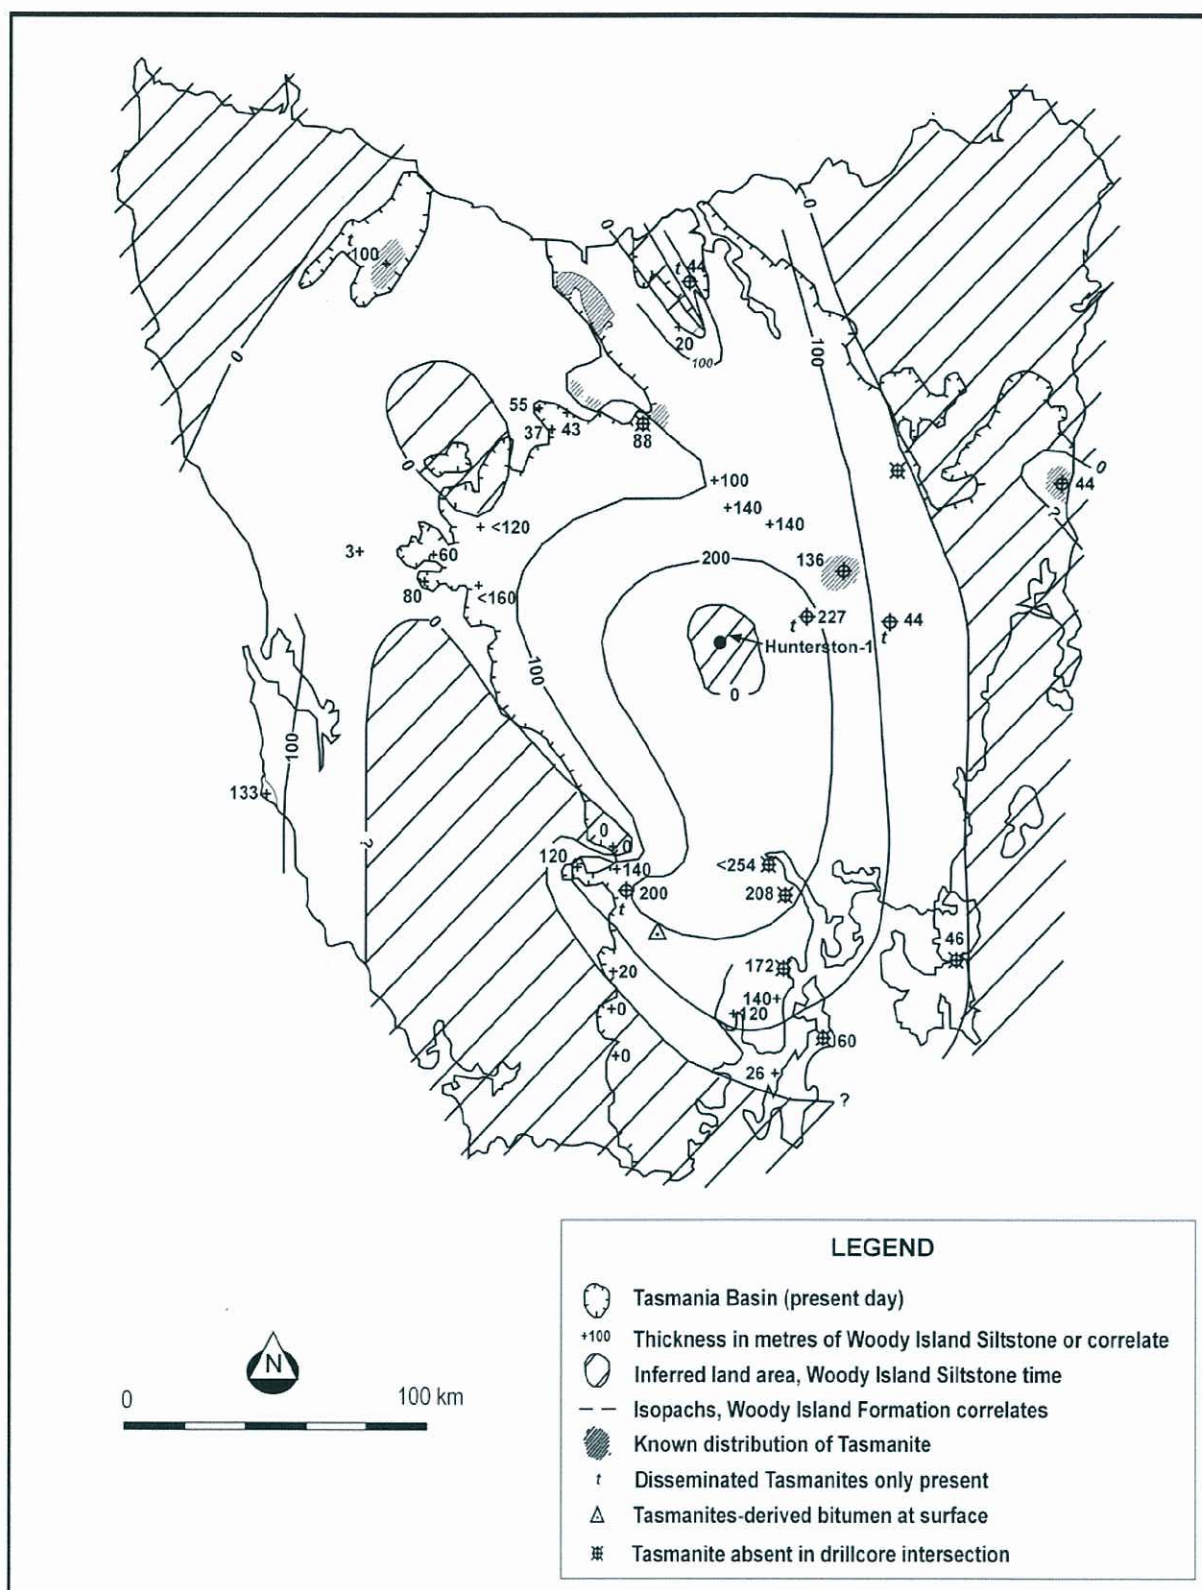 0
0
t
100
t
t 44
0
20
100
100
55
37
43
88
0
+100
+140
+140
0
44
?
+ <120
3+
+60
80
<160
200
136
t
227
t
44
0
Hunterston-1
0
100
100
133+
?
0
0
120
+140
200
t
<254
208
46
+20
172
140+
+120
+0
60
+0
26 +
?
LEGEND
Tasmania Basin (present day)
+100 Thickness in metres of Woody Island Siltstone or correlate
Inferred land area, Woody Island Siltstone time
Isopachs, Woody Island Formation correlates
Known distribution of Tasmanite
t Disseminated Tasmanites only present
Tasmanites-derived bitumen at surface
Tasmanite absent in drillcore intersection
N
0 100 km